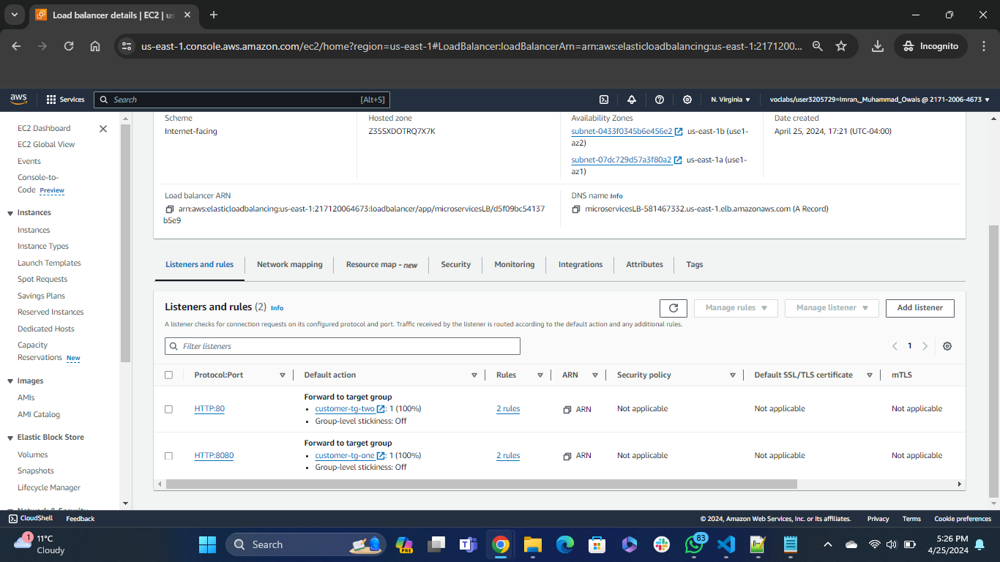 Load balancer details | EC2 | us
us-east-1.console.aws.amazon.com/ec2/home?region=us-east-1#LoadBalancer:loadBalancerArn=arn:aws:elasticloadbalancing:us-east-1:2171200...
Incognito
aws
Services
Search
[Alt+S]
N. Virginia
voclabs/user3205729=Imran,_Muhammad_Owais @ 2171-2006-4673
EC2 Dashboard
EC2 Global View
Events
Console-to-
Code Preview
Instances
Instances
Instance Types
Launch Templates
Spot Requests
Savings Plans
Reserved Instances
Dedicated Hosts
Capacity
Reservations New
Images
AMIs
AMI Catalog
Elastic Block Store
Volumes
Snapshots
Lifecycle Manager
Network & Security
Scheme
Internet-facing
Hosted zone
Z35SXDOTRQ7X7K
Availability Zones
subnet-0433f0345b6e456e2 us-east-1b (use1-
az2)
subnet-07dc729d57a3f80a2 us-east-1a (use1-
az1)
Date created
April 25, 2024, 17:21 (UTC-04:00)
Load balancer ARN
arn:aws:elasticloadbalancing:us-east-1:217120064673:loadbalancer/app/microservicesLB/d5f09bc54137
b5e9
DNS name Info
microservicesLB-581467332.us-east-1.elb.amazonaws.com (A Record)
Listeners and rules
Network mapping
Resource map - new
Security
Monitoring
Integrations
Attributes
Tags
Listeners and rules (2) Info
Manage rules
Manage listener
Add listener
A listener checks for connection requests on its configured protocol and port. Traffic received by the listener is routed according to the default action and any additional rules.
Filter listeners
1
Protocol:Port
Default action
Rules
ARN
Security policy
Default SSL/TLS certificate
mTLS
HTTP:80
Forward to target group
• customer-tg-two : 1 (100%)
• Group-level stickiness: Off
2 rules
ARN
Not applicable
Not applicable
Not applicable
HTTP:8080
Forward to target group
• customer-tg-one : 1 (100%)
• Group-level stickiness: Off
2 rules
ARN
Not applicable
Not applicable
Not applicable
CloudShell
Feedback
© 2024, Amazon Web Services, Inc. or its affiliates.
Privacy
Terms
Cookie preferences
1
11°C
Cloudy
Search
PRE
83
5:26 PM
4/25/2024